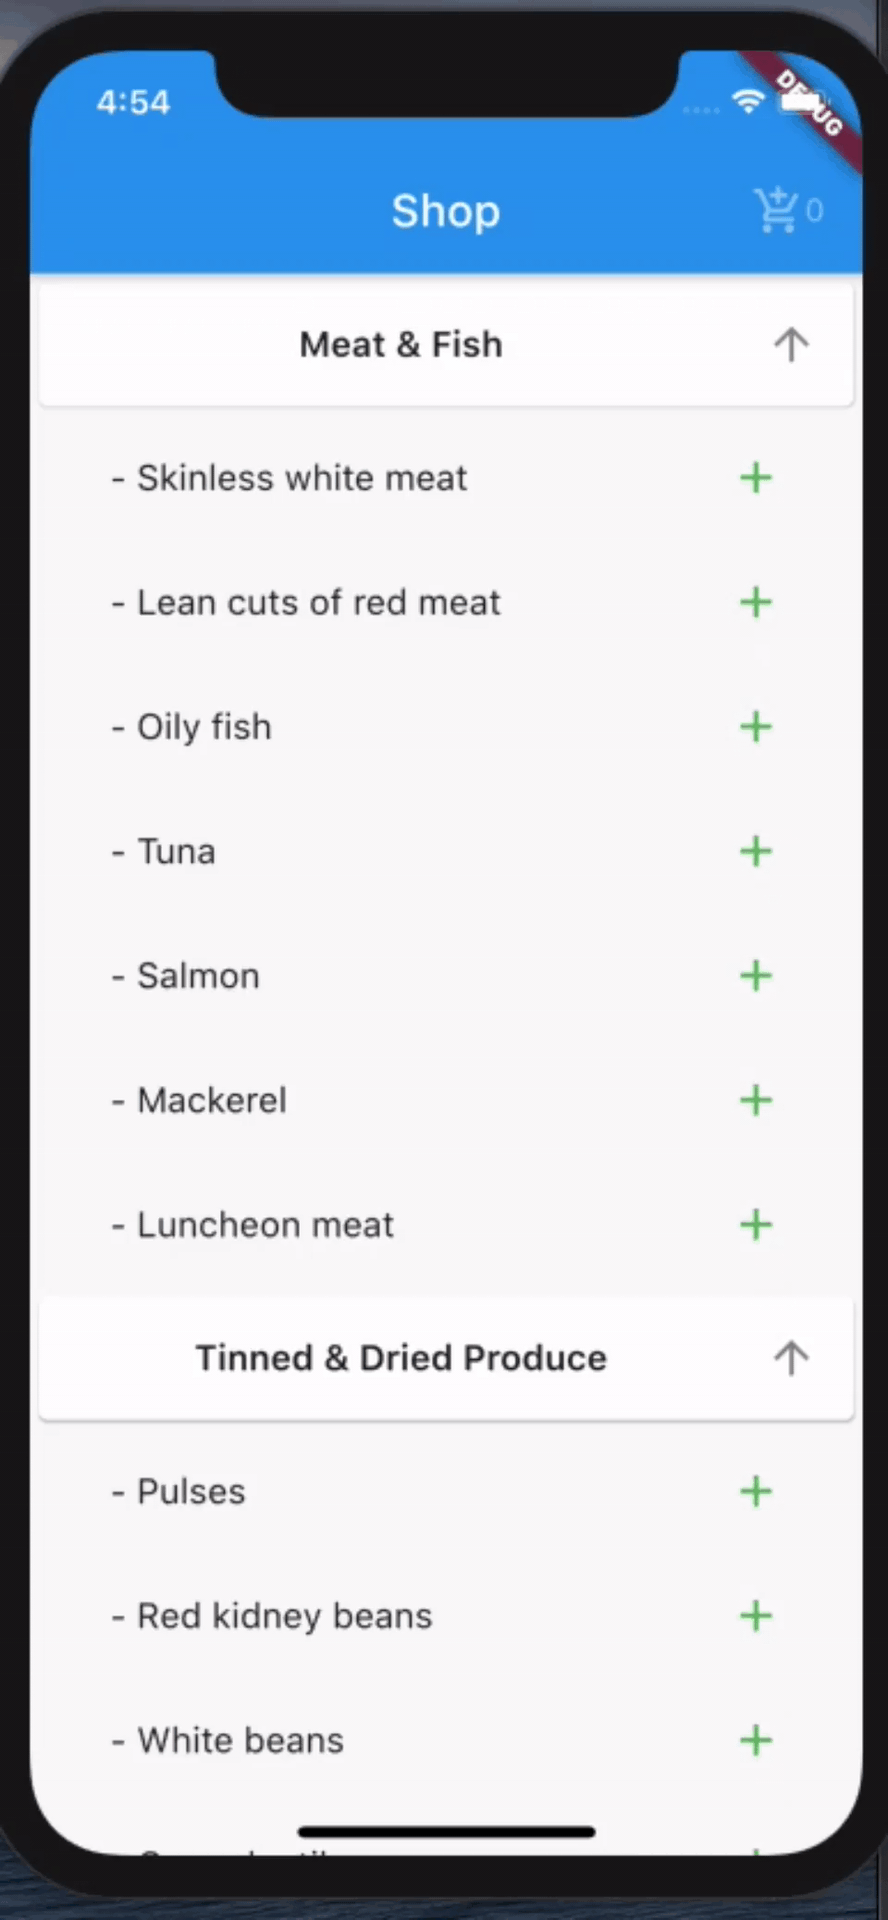 4:54
DEBUG
Shop
0
Meat & Fish
- Skinless white meat
- Lean cuts of red meat
- Oily fish
- Tuna
- Salmon
- Mackerel
- Luncheon meat
Tinned & Dried Produce
- Pulses
- Red kidney beans
- White beans